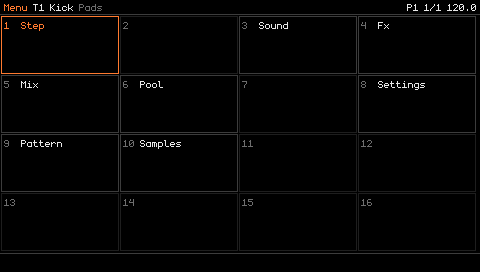 Menu T1 Kick Pads P1 1/1 120.0
1 Step 2 3 Sound 4 Fx
5 Mix 6 Pool 7 8 Settings
9 Pattern 10 Samples 11 12
13 14 15 16